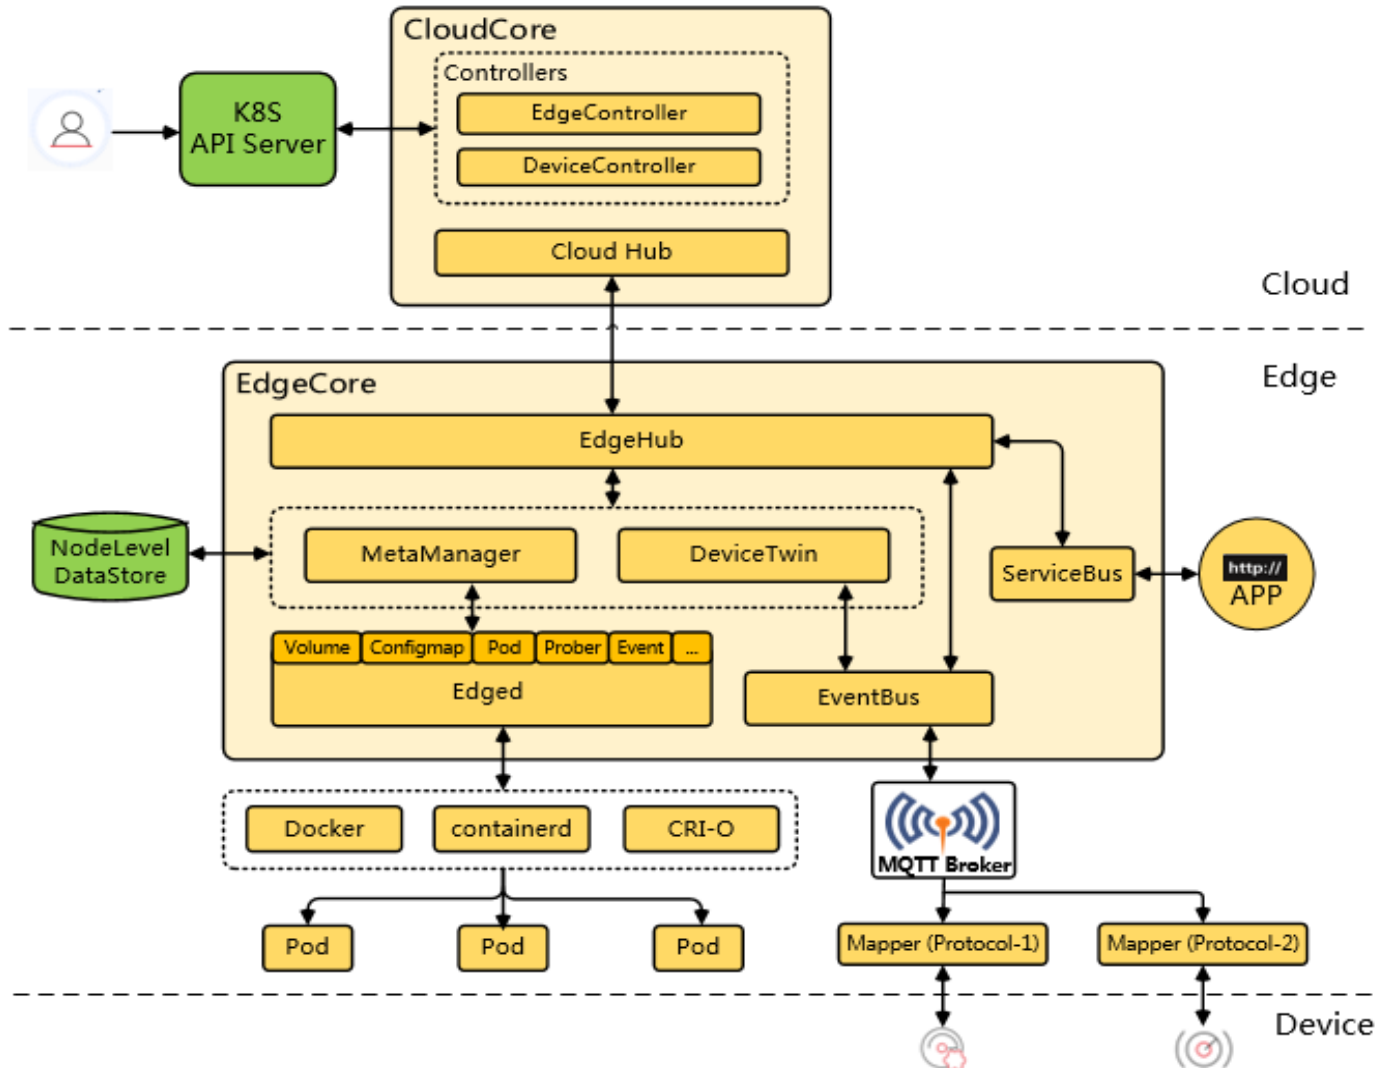 CloudCore
Controllers
EdgeController
DeviceController
Cloud Hub
K8S
API Server
Cloud
Edge
EdgeCore
EdgeHub
MetaManager
DeviceTwin
ServiceBus
NodeLevel
DataStore
http://
APP
Volume
Configmap
Pod
Prober
Event
...
Edged
EventBus
Docker
containerd
CRI-O
MQTT Broker
Pod
Pod
Pod
Mapper (Protocol-1)
Mapper (Protocol-2)
Device